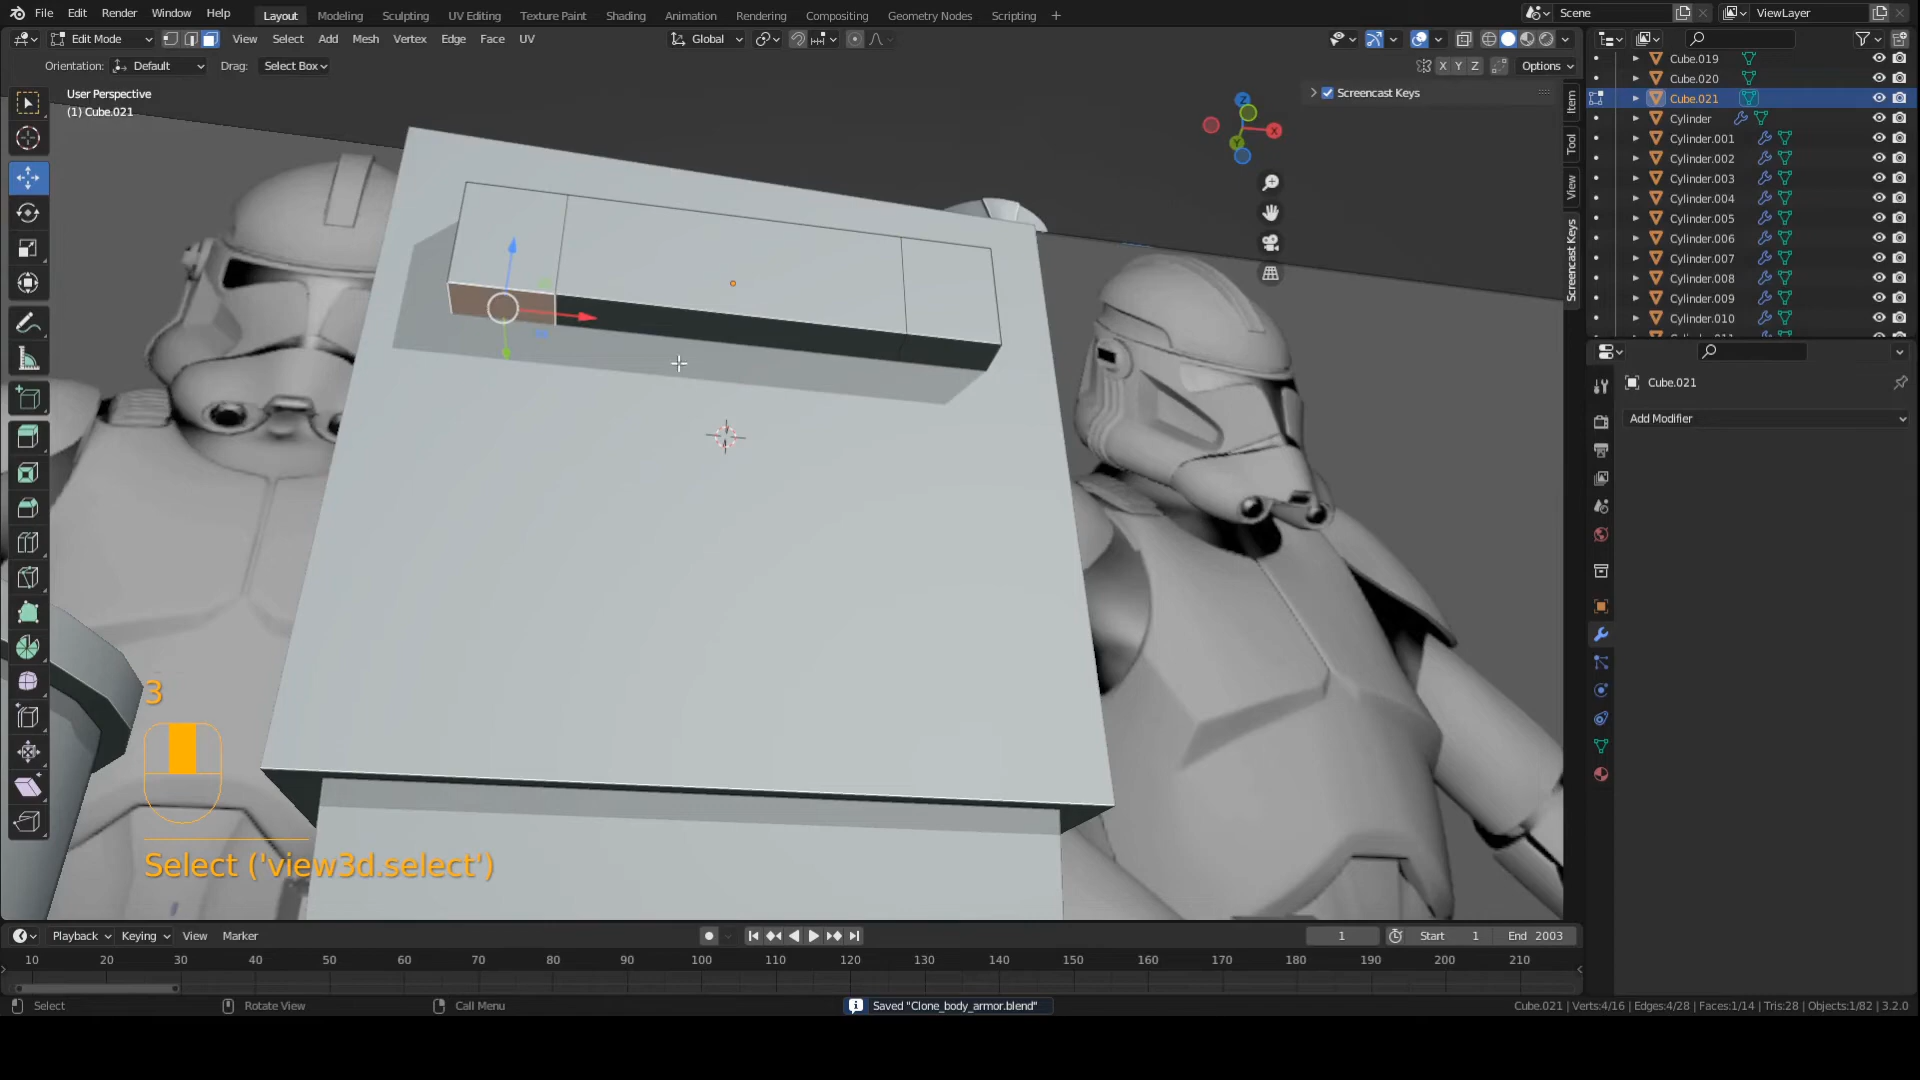 File Edit Render Window Help Layout Modeling Sculpting UV Editing Texture Paint Shading Animation Rendering Compositing Geometry Nodes Scripting + Scene ViewLayer
Edit Mode View Select Add Mesh Vertex Edge Face UV Global
Orientation: Default Drag: Select Box X Y Z Options
User Perspective
(1) Cube.021
Screencast Keys
Z
X
Y
Item
Tool
View
Screencast Keys
Cube.019
Cube.020
Cube.021
Cylinder
Cylinder.001
Cylinder.002
Cylinder.003
Cylinder.004
Cylinder.005
Cylinder.006
Cylinder.007
Cylinder.008
Cylinder.009
Cylinder.010
Cube.021
Add Modifier
3
Select ('view3d.select')
Playback Keying View Marker 1 Start 1 End 2003
10 20 30 40 50 60 70 80 90 100 110 120 130 140 150 160 170 180 190 200 210
Select Rotate View Call Menu Saved "Clone_body_armor.blend" Cube.021 | Verts:4/16 | Edges:4/28 | Faces:1/14 | Tris:28 | Objects:1/82 | 3.2.0